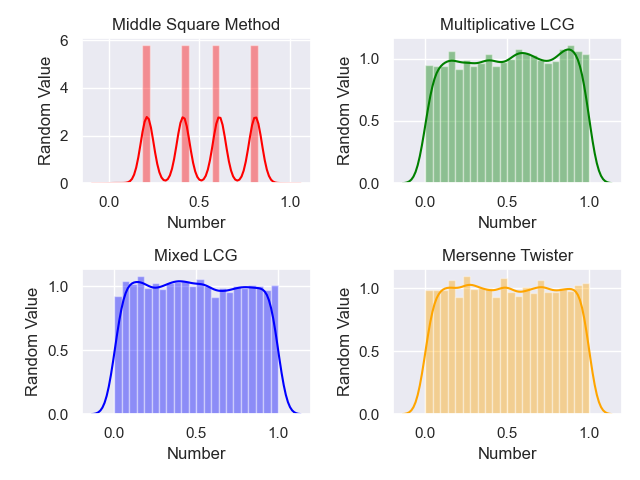 Middle Square Method
6
4
2
0
Random Value
0.0 0.5 1.0
Number
Multiplicative LCG
1.0
0.5
0.0
Random Value
0.0 0.5 1.0
Number
Mixed LCG
1.0
0.5
0.0
Random Value
0.0 0.5 1.0
Number
Mersenne Twister
1.0
0.5
0.0
Random Value
0.0 0.5 1.0
Number